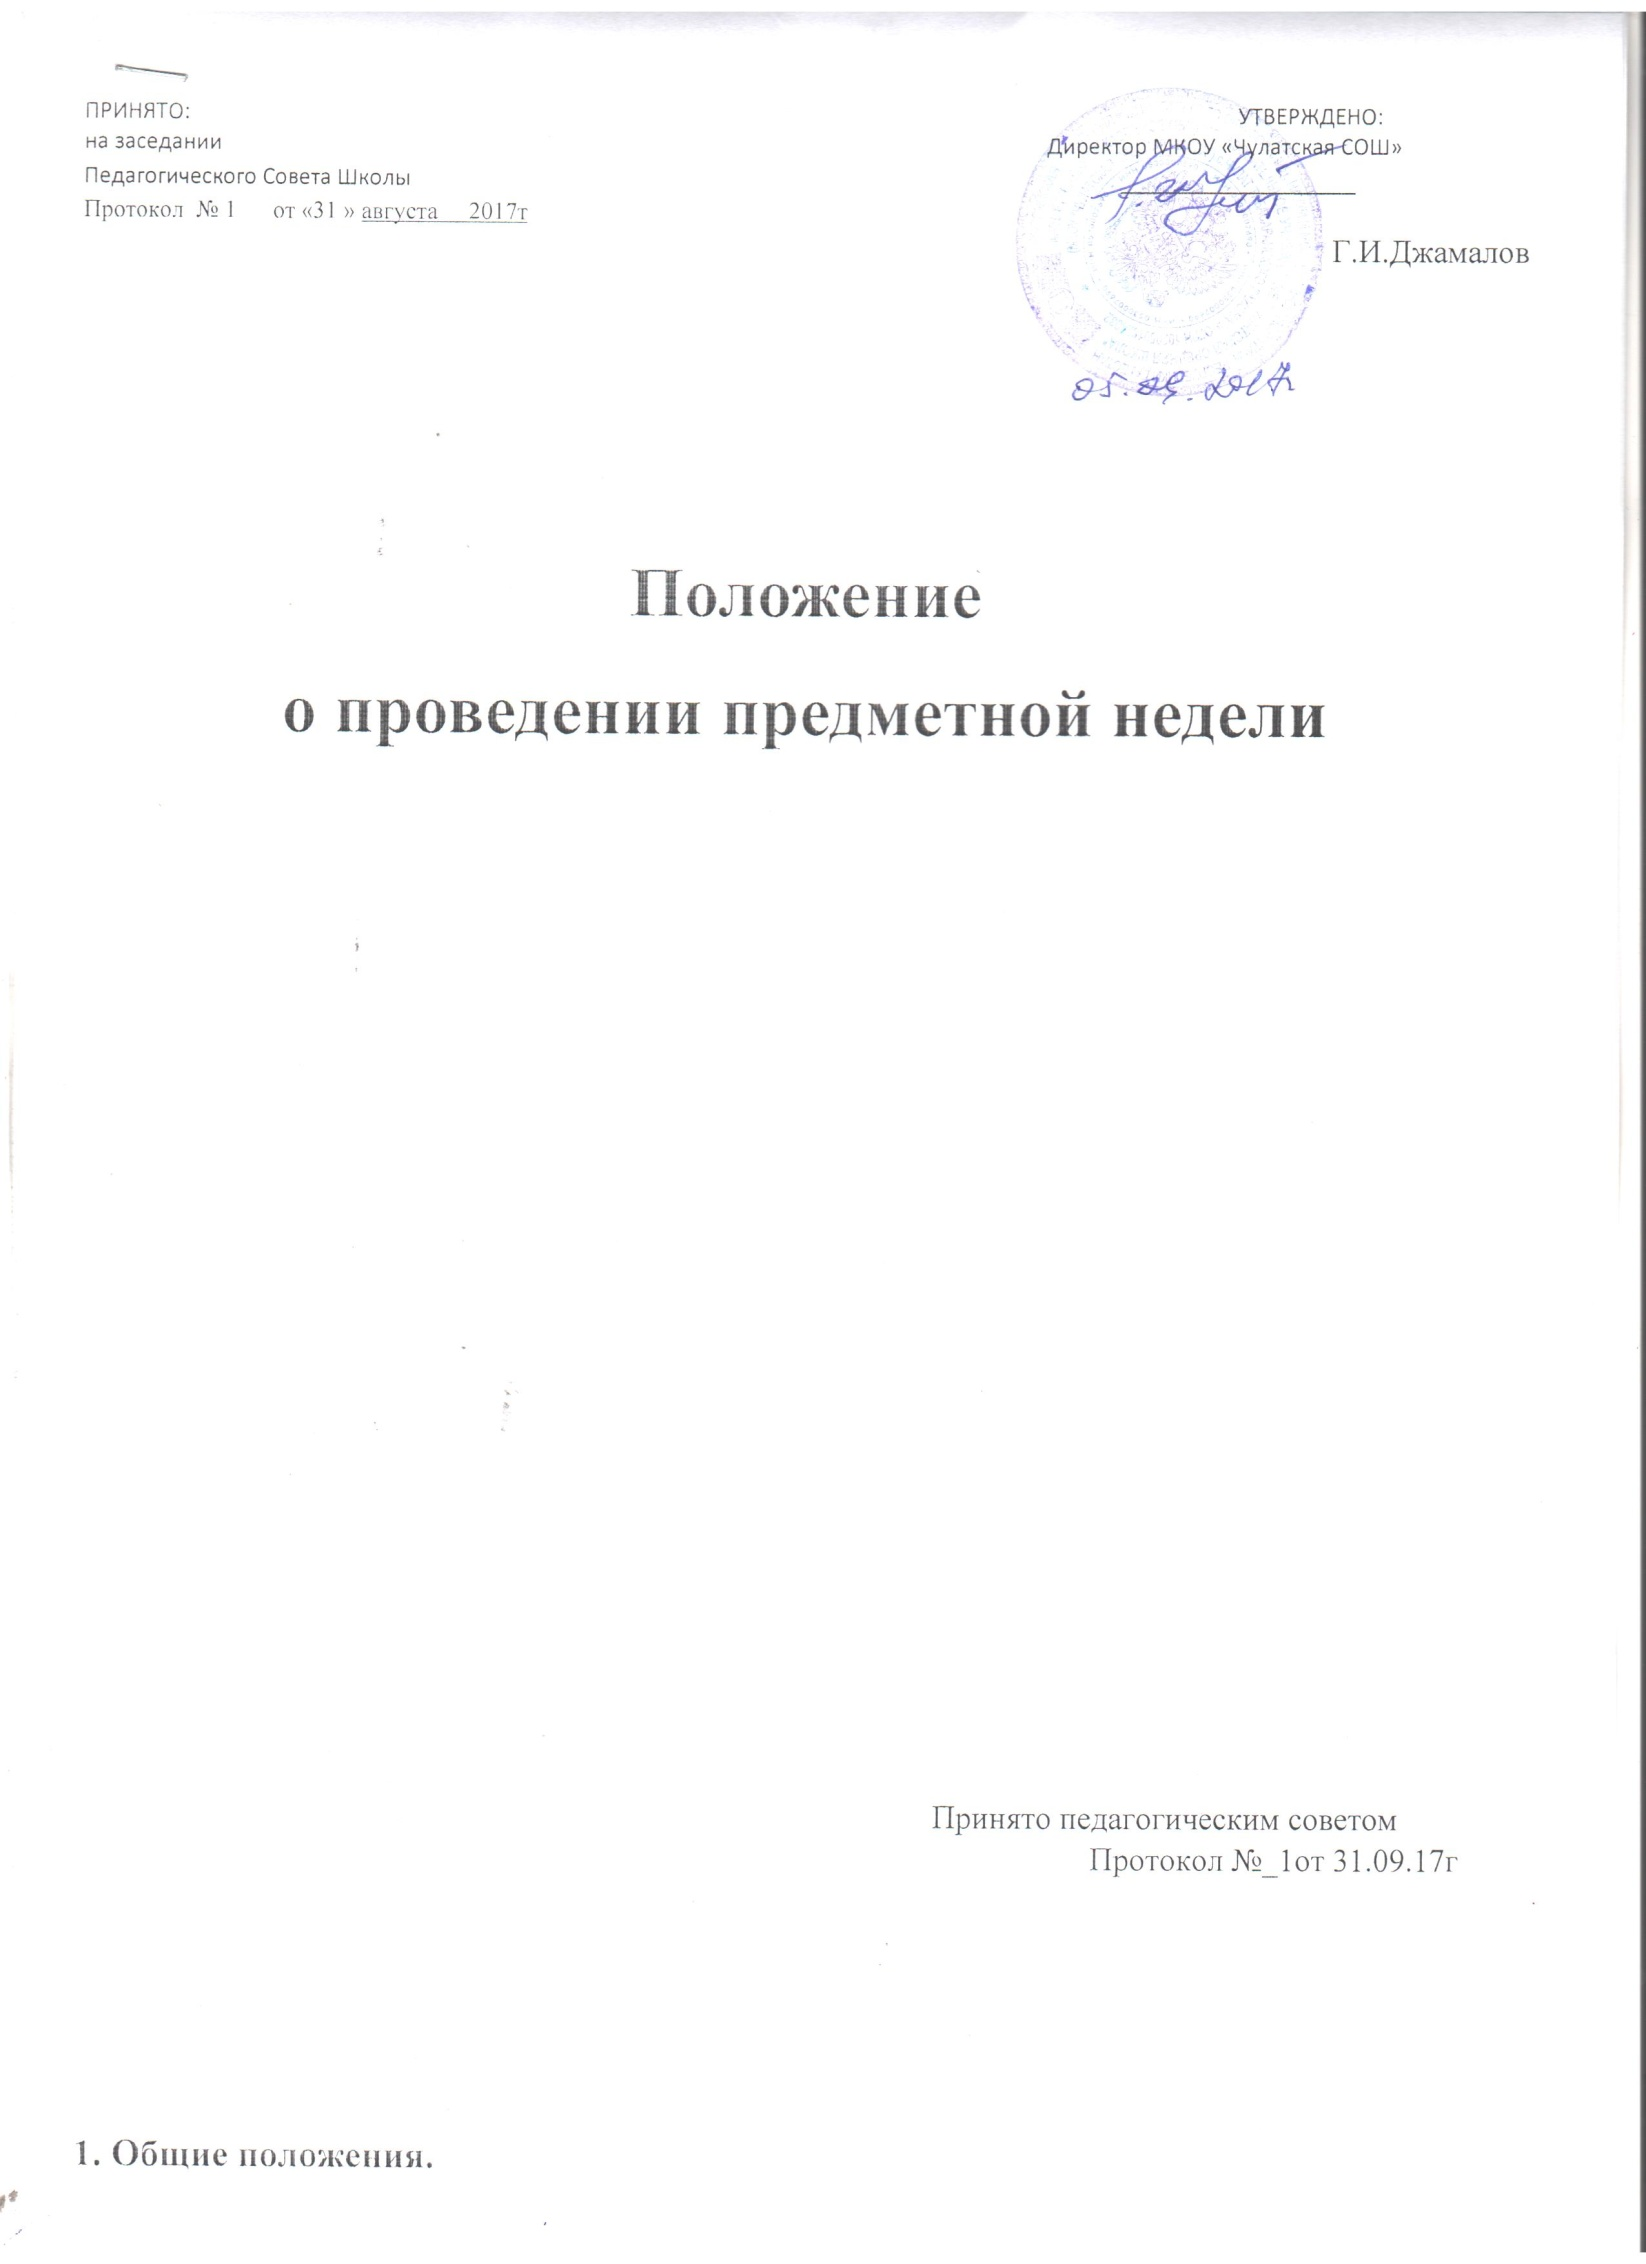 ПРИНЯТО:
на заседании
Педагогического Совета Школы
Протокол № 1 от «31 » августа 2017т
УТВЕРЖДЕНО:
Директор МКОУ «Чулатская СОШ»
Г.И.Джамалов
05.09.2017г
Положение
о проведении предметной недели
Принято педагогическим советом
Протокол №_1от 31.09.17г
1. Общие положения.